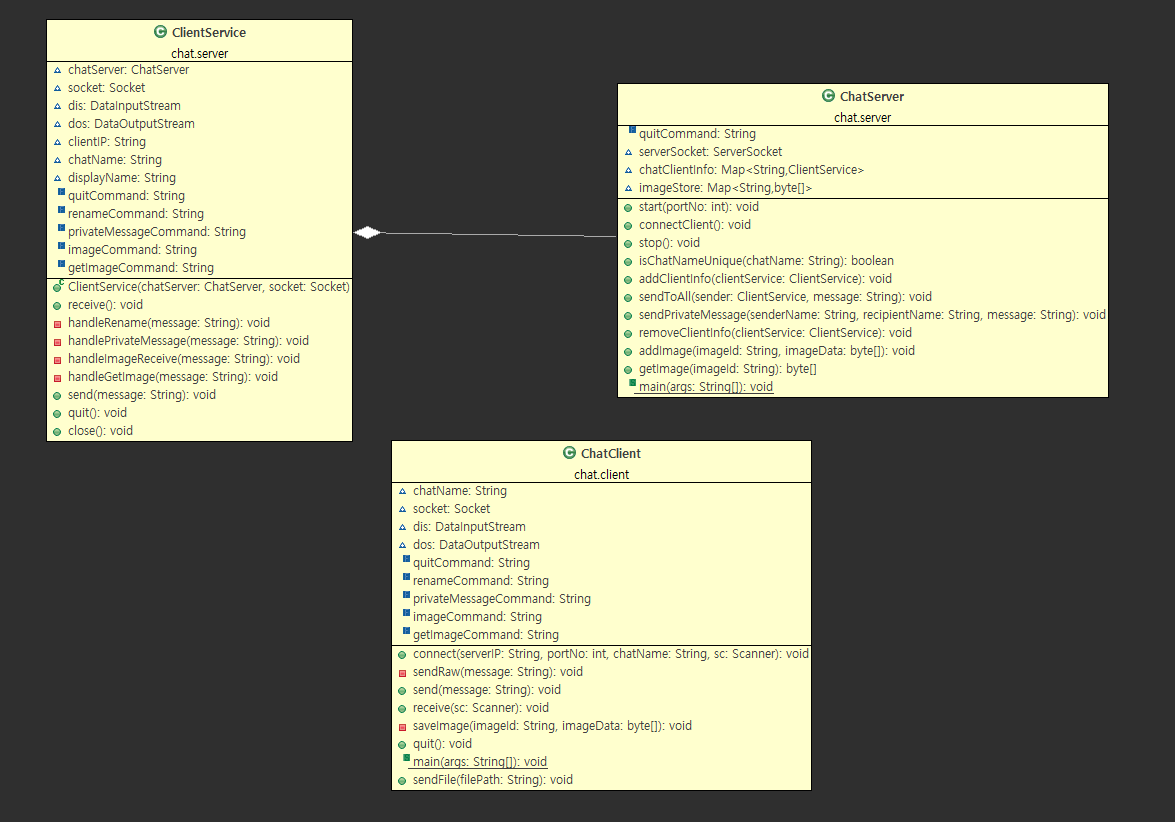 ClientService
chat.server
chatServer: ChatServer
socket: Socket
dis: DataInputStream
dos: DataOutputStream
clientIP: String
chatName: String
displayName: String
quitCommand: String
renameCommand: String
privateMessageCommand: String
imageCommand: String
getImageCommand: String
ClientService(chatServer: ChatServer, socket: Socket)
receive(): void
handleRename(message: String): void
handlePrivateMessage(message: String): void
handleImageReceive(message: String): void
handleGetImage(message: String): void
send(message: String): void
quit(): void
close(): void
ChatServer
chat.server
quitCommand: String
serverSocket: ServerSocket
chatClientInfo: Map<String,ClientService>
imageStore: Map<String,byte[]>
start(portNo: int): void
connectClient(): void
stop(): void
isChatNameUnique(chatName: String): boolean
addClientInfo(clientService: ClientService): void
sendToAll(sender: ClientService, message: String): void
sendPrivateMessage(senderName: String, recipientName: String, message: String): void
removeClientInfo(clientService: ClientService): void
addImage(imageId: String, imageData: byte[]): void
getImage(imageId: String): byte[]
main(args: String[]): void
ChatClient
chat.client
chatName: String
socket: Socket
dis: DataInputStream
dos: DataOutputStream
quitCommand: String
renameCommand: String
privateMessageCommand: String
imageCommand: String
getImageCommand: String
connect(serverIP: String, portNo: int, chatName: String, sc: Scanner): void
sendRaw(message: String): void
send(message: String): void
receive(sc: Scanner): void
saveImage(imageId: String, imageData: byte[]): void
quit(): void
main(args: String[]): void
sendFile(filePath: String): void